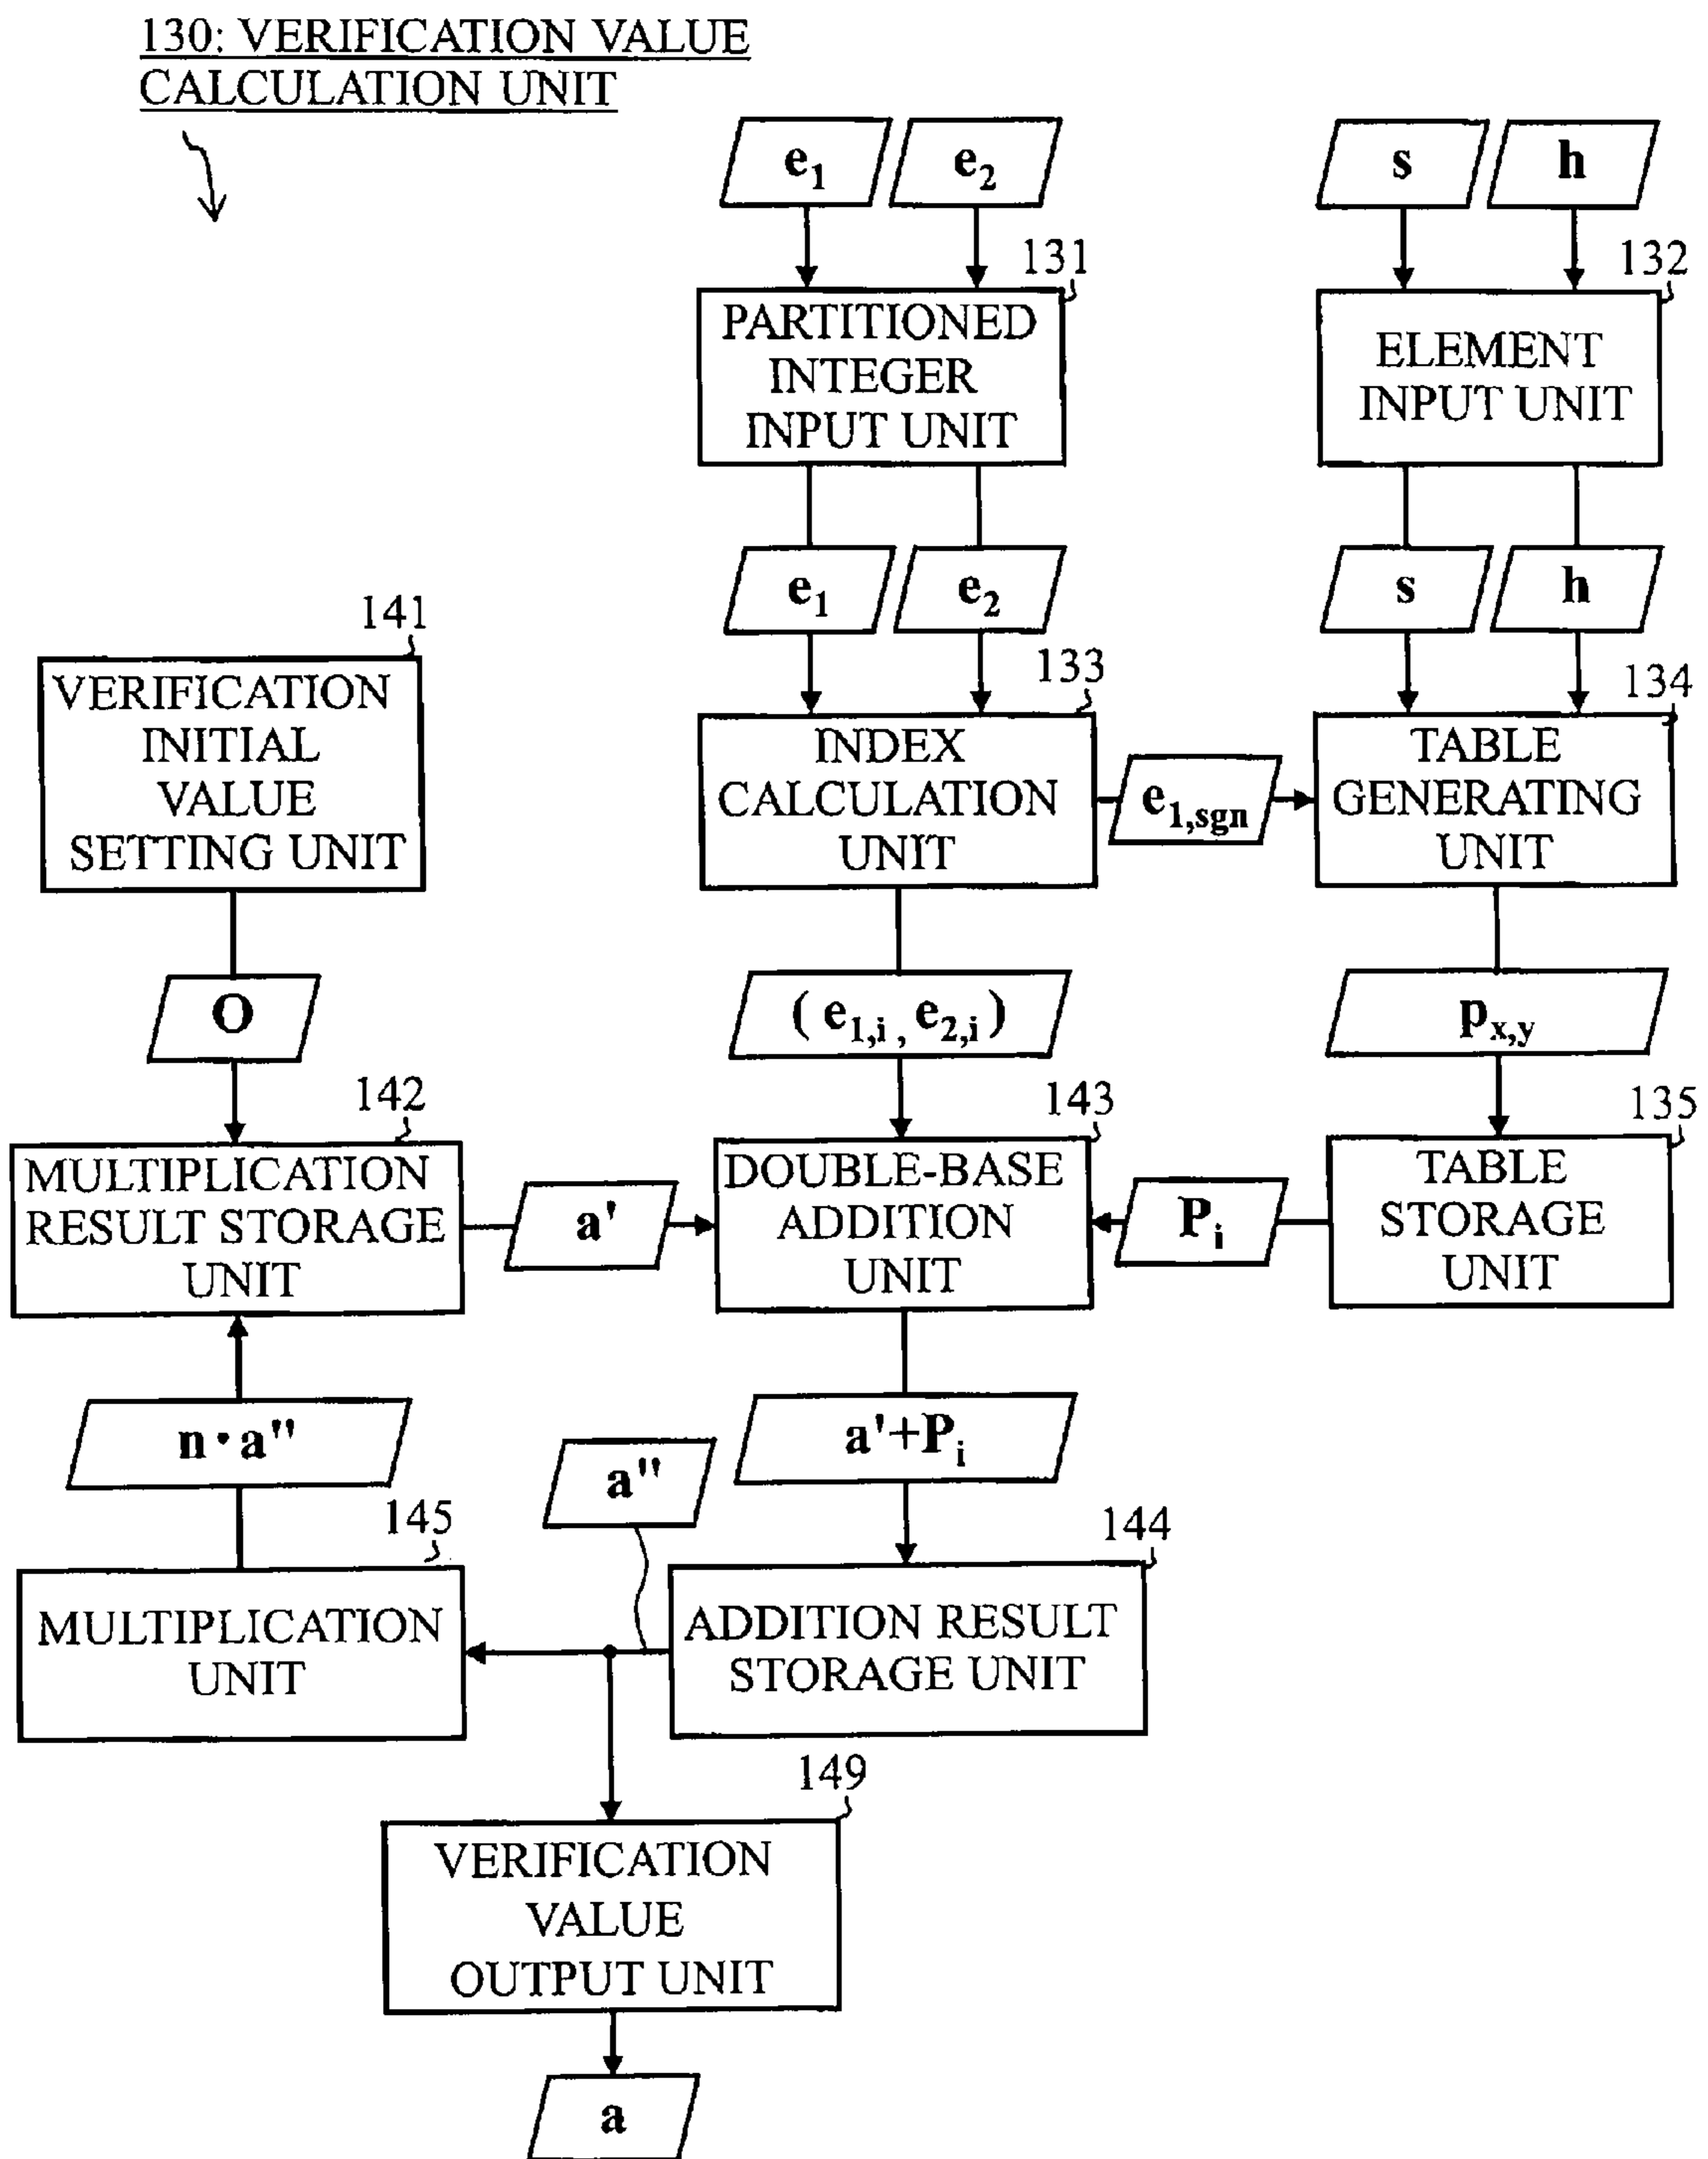 130: VERIFICATION VALUE
CALCULATION UNIT
e1
e2
s
h
131
132
PARTITIONED
INTEGER
INPUT UNIT
ELEMENT
INPUT UNIT
e1
e2
s
h
141
133
134
VERIFICATION
INITIAL
VALUE
SETTING UNIT
INDEX
CALCULATION
UNIT
e1,sgn
TABLE
GENERATING
UNIT
O
( e1,i , e2,i )
px,y
142
143
135
MULTIPLICATION
RESULT STORAGE
UNIT
a'
DOUBLE-BASE
ADDITION
UNIT
Pi
TABLE
STORAGE
UNIT
n·a"
a'+Pi
a"
145
144
MULTIPLICATION
UNIT
ADDITION RESULT
STORAGE UNIT
149
VERIFICATION
VALUE
OUTPUT UNIT
a